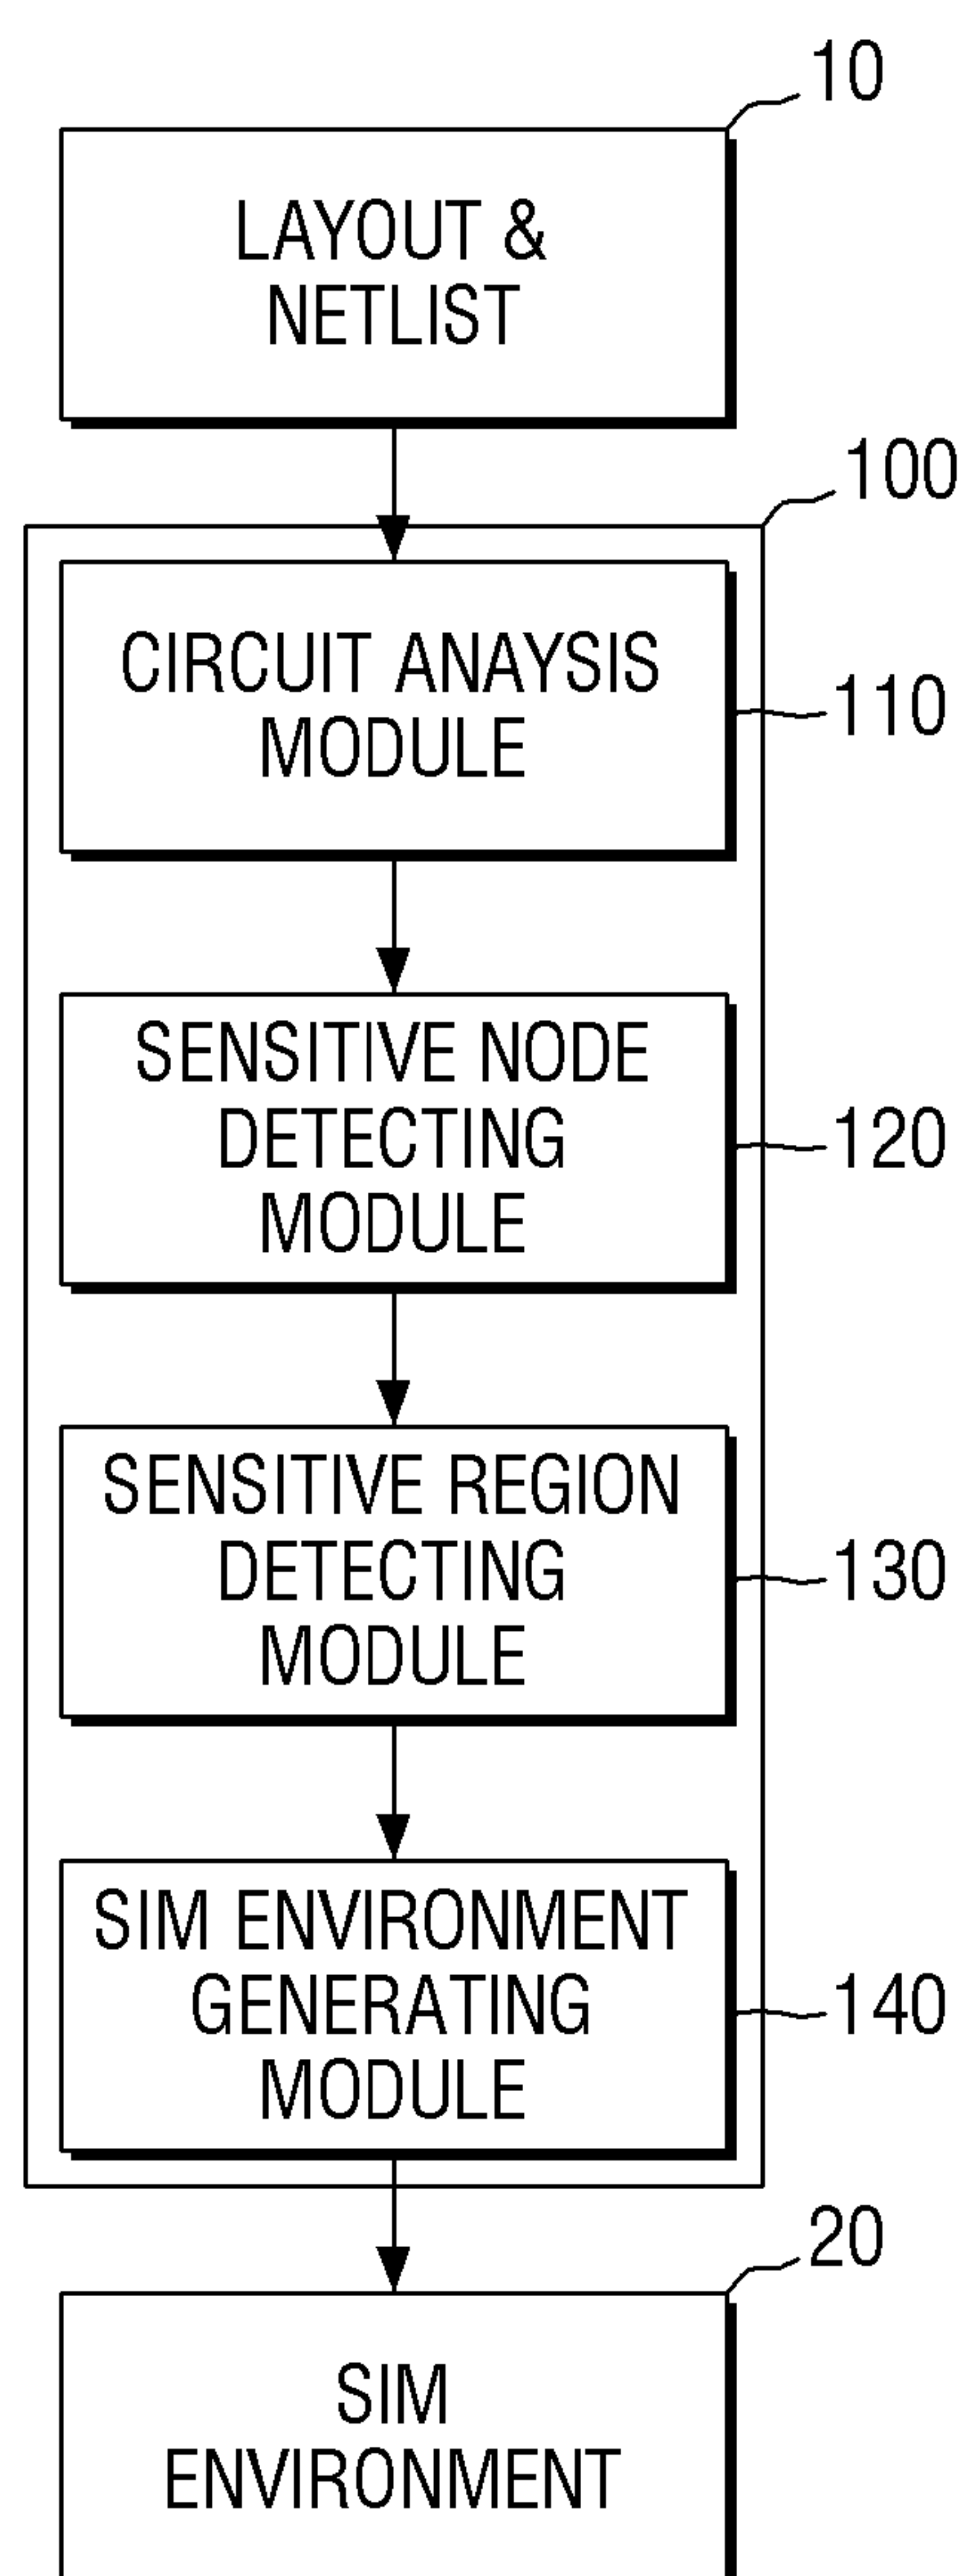 10
LAYOUT &
NETLIST
100
CIRCUIT ANAYSIS
MODULE
110
SENSITIVE NODE
DETECTING
MODULE
120
SENSITIVE REGION
DETECTING
MODULE
130
SIM ENVIRONMENT
GENERATING
MODULE
140
20
SIM
ENVIRONMENT